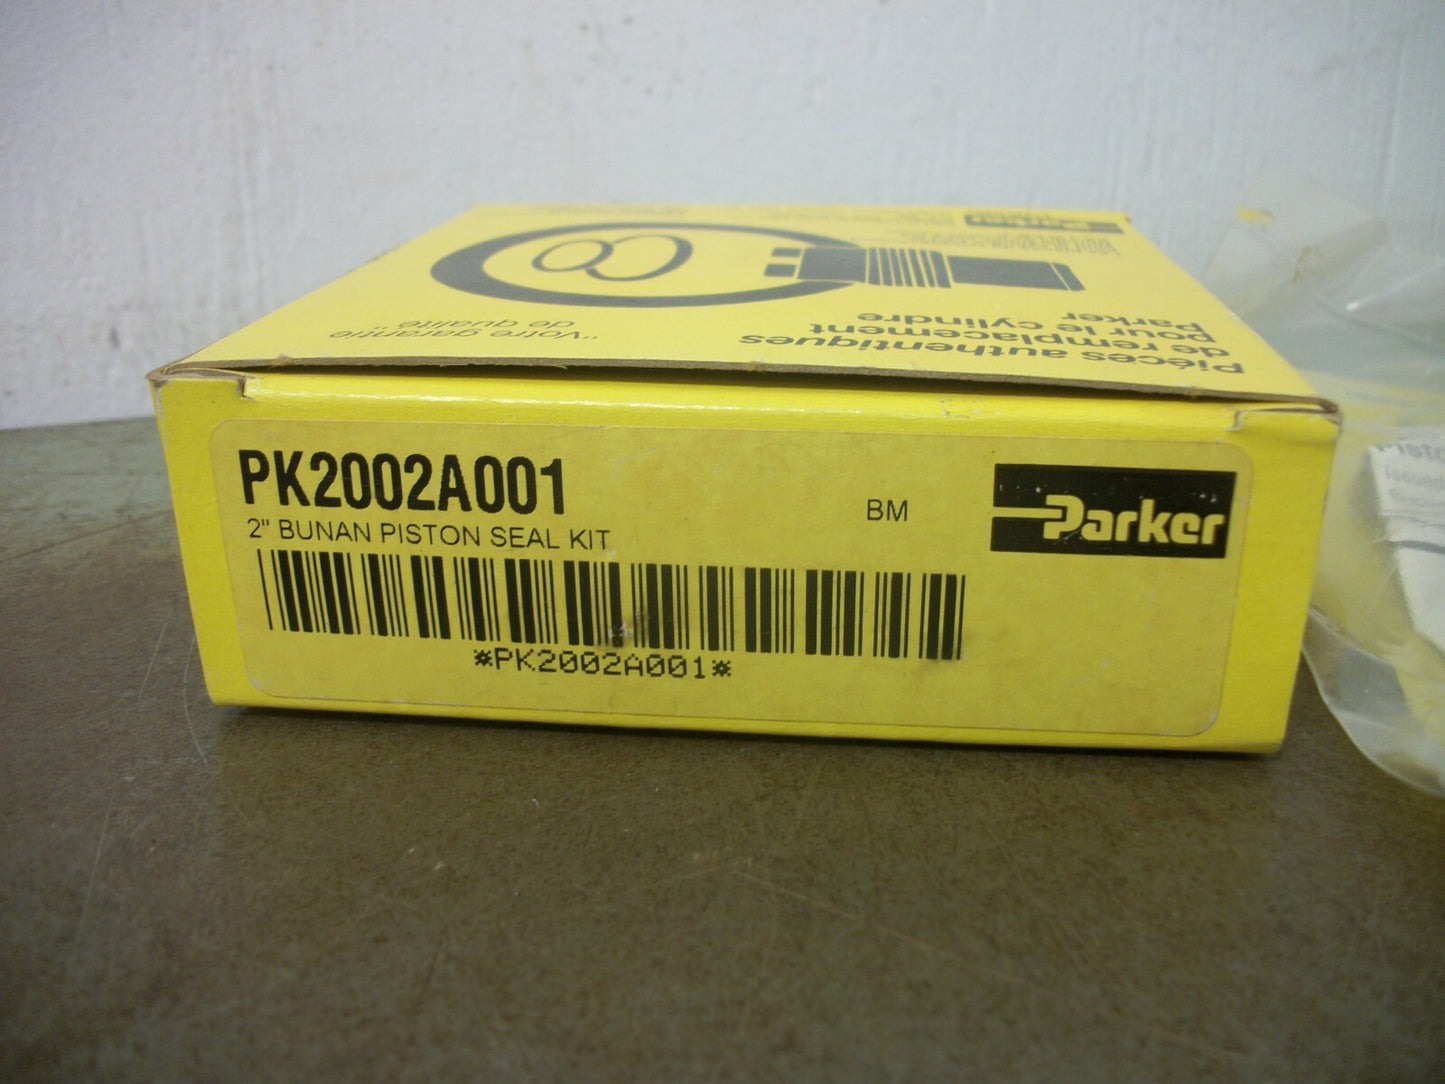 Parker
Pièces authentiques
de remplacement
pour le cylindre
Parker
"Votre garantie
de qualité"
PK2002A001
2" BUNAN PISTON SEAL KIT
BM
Parker
*PK2002A001*